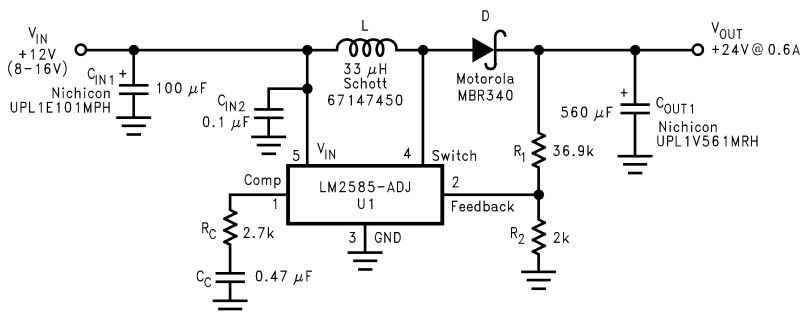 VIN
+12V
(8-16V)
CIN1 +
100 μF
Nichicon
UPL1E101MPH
CIN2
0.1 μF
L
33 μH
Schott
67147450
D
Motorola
MBR340
VOUT
+24V@0.6A
+
560 μF
COUT1
Nichicon
UPL1V561MRH
R1
36.9k
R2
2k
5
VIN
4
Switch
Comp
1
LM2585-ADJ
U1
2
Feedback
3
GND
RC
2.7k
CC
0.47 μF